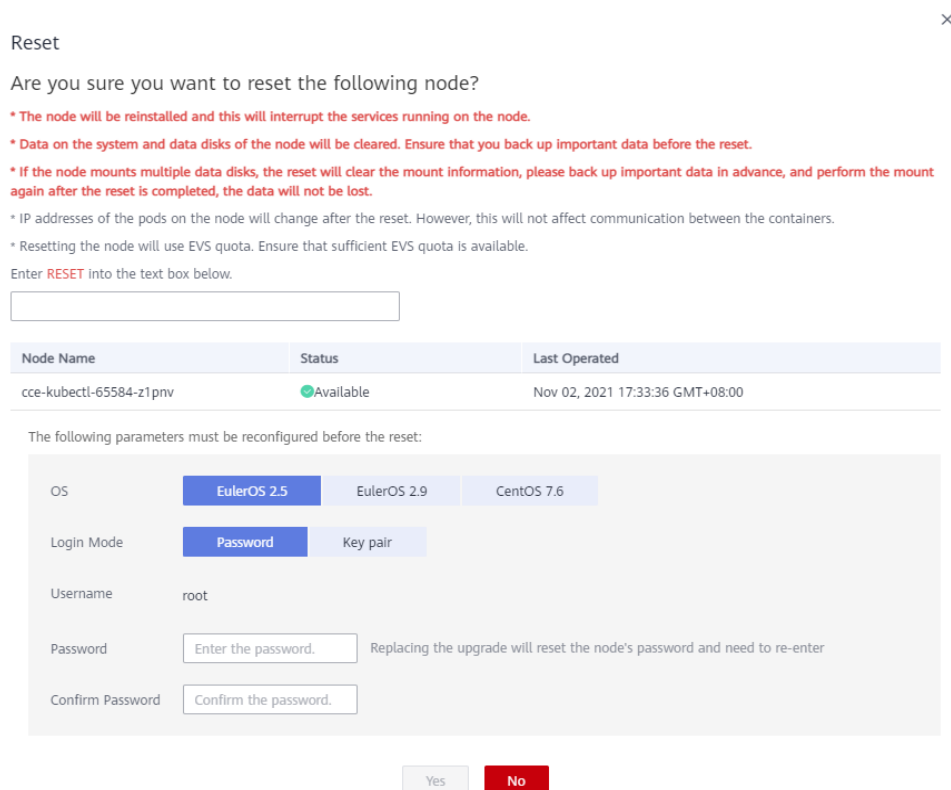 Reset
Are you sure you want to reset the following node?
* The node will be reinstalled and this will interrupt the services running on the node.
* Data on the system and data disks of the node will be cleared. Ensure that you back up important data before the reset.
* If the node mounts multiple data disks, the reset will clear the mount information, please back up important data in advance, and perform the mount
again after the reset is completed, the data will not be lost.
* IP addresses of the pods on the node will change after the reset. However, this will not affect communication between the containers.
* Resetting the node will use EVS quota. Ensure that sufficient EVS quota is available.
Enter RESET into the text box below.
Node Name Status Last Operated
cce-kubectl-65584-z1pnv Available Nov 02, 2021 17:33:36 GMT+08:00
The following parameters must be reconfigured before the reset:
OS EulerOS 2.5 EulerOS 2.9 CentOS 7.6
Login Mode Password Key pair
Username root
Password Enter the password. Replacing the upgrade will reset the node's password and need to re-enter
Confirm Password Confirm the password.
Yes No